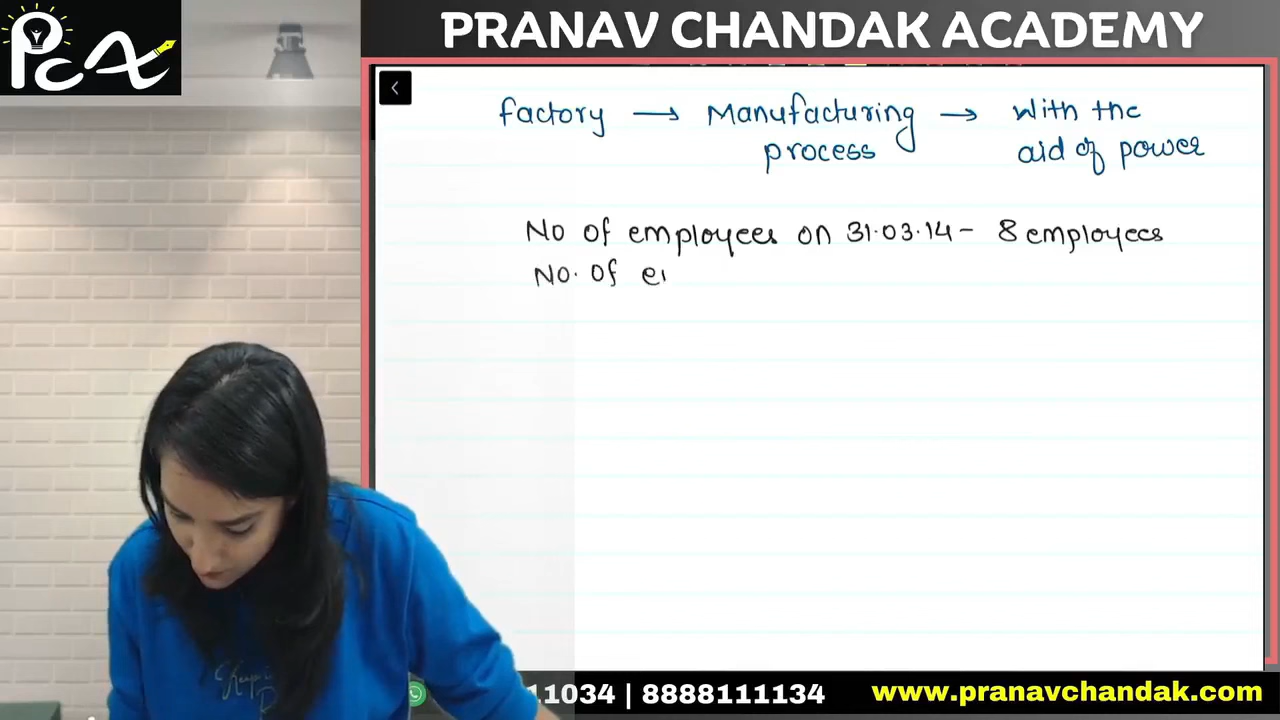 PCA
PRANAV CHANDAK ACADEMY
factory → Manufacturing process → With the aid of power
No of employees on 31.03.14 - 8 employees
No. of
11034 | 8888111134
www.pranavchandak.com